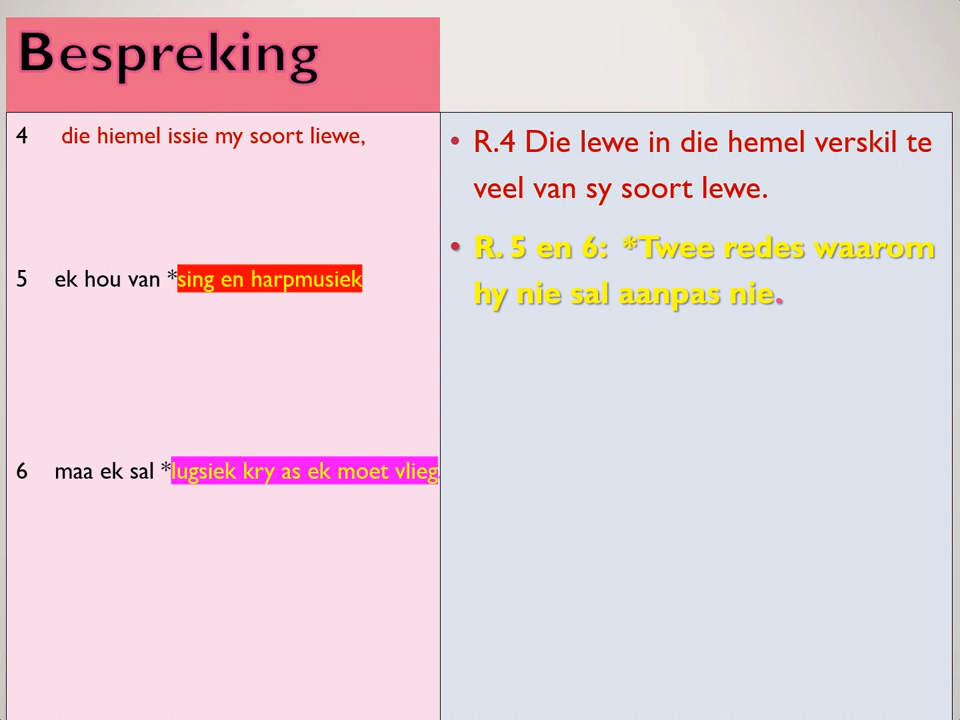 Bespreking
4 die hiemel issie my soort liewe,
5 ek hou van *sing en harpmusiek
6 maa ek sal *lugsiek kry as ek moet vlieg
• R.4 Die lewe in die hemel verskil te
veel van sy soort lewe.
• R. 5 en 6: *Twee redes waarom
hy nie sal aanpas nie.